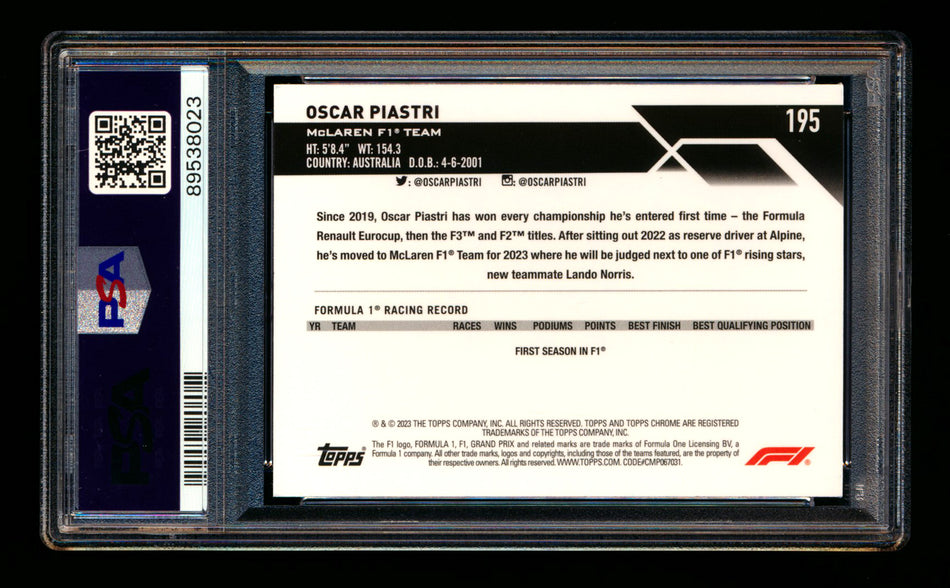 89538023
PSA
PSA
OSCAR PIASTRI
195
McLAREN F1® TEAM
HT: 5'8.4" WT: 154.3
COUNTRY: AUSTRALIA D.O.B.: 4-6-2001
: @OSCARPIASTRI : @OSCARPIASTRI
Since 2019, Oscar Piastri has won every championship he's entered first time – the Formula
Renault Eurocup, then the F3™ and F2™ titles. After sitting out 2022 as reserve driver at Alpine,
he's moved to McLaren F1® Team for 2023 where he will be judged next to one of F1® rising stars,
new teammate Lando Norris.
FORMULA 1® RACING RECORD
YR TEAM RACES WINS PODIUMS POINTS BEST FINISH BEST QUALIFYING POSITION
FIRST SEASON IN F1®
® & © 2023 THE TOPPS COMPANY, INC. ALL RIGHTS RESERVED. TOPPS AND TOPPS CHROME ARE REGISTERED
TRADEMARKS OF THE TOPPS COMPANY, INC.
Topps
The F1 logo, FORMULA 1, F1, GRAND PRIX and related marks are trade marks of Formula One Licensing BV, a
Formula 1 company. All other trade marks, logos and copyrights, including those of the teams featured, are the property of
their respective owners. All rights reserved. WWW.TOPPS.COM. CODE#CMP067031.
F1®